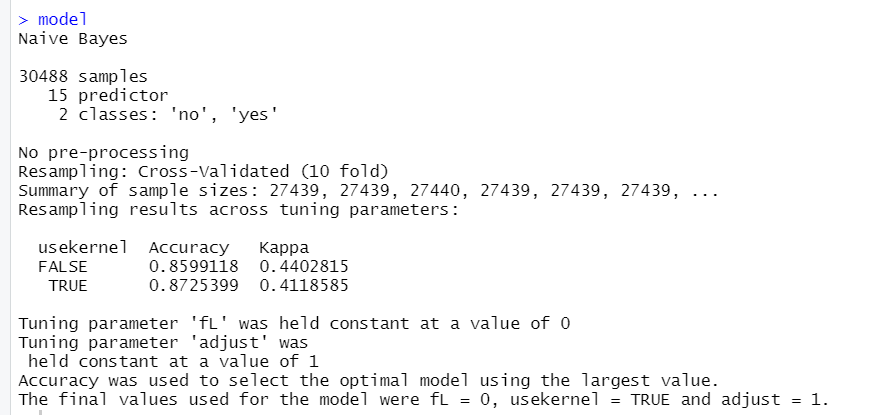 > model
Naive Bayes
30488 samples
15 predictor
2 classes: 'no', 'yes'
No pre-processing
Resampling: Cross-Validated (10 fold)
Summary of sample sizes: 27439, 27439, 27440, 27439, 27439, 27439, ...
Resampling results across tuning parameters:
usekernel Accuracy Kappa
FALSE 0.8599118 0.4402815
TRUE 0.8725399 0.4118585
Tuning parameter 'fL' was held constant at a value of 0
Tuning parameter 'adjust' was
held constant at a value of 1
Accuracy was used to select the optimal model using the largest value.
The final values used for the model were fL = 0, usekernel = TRUE and adjust = 1.